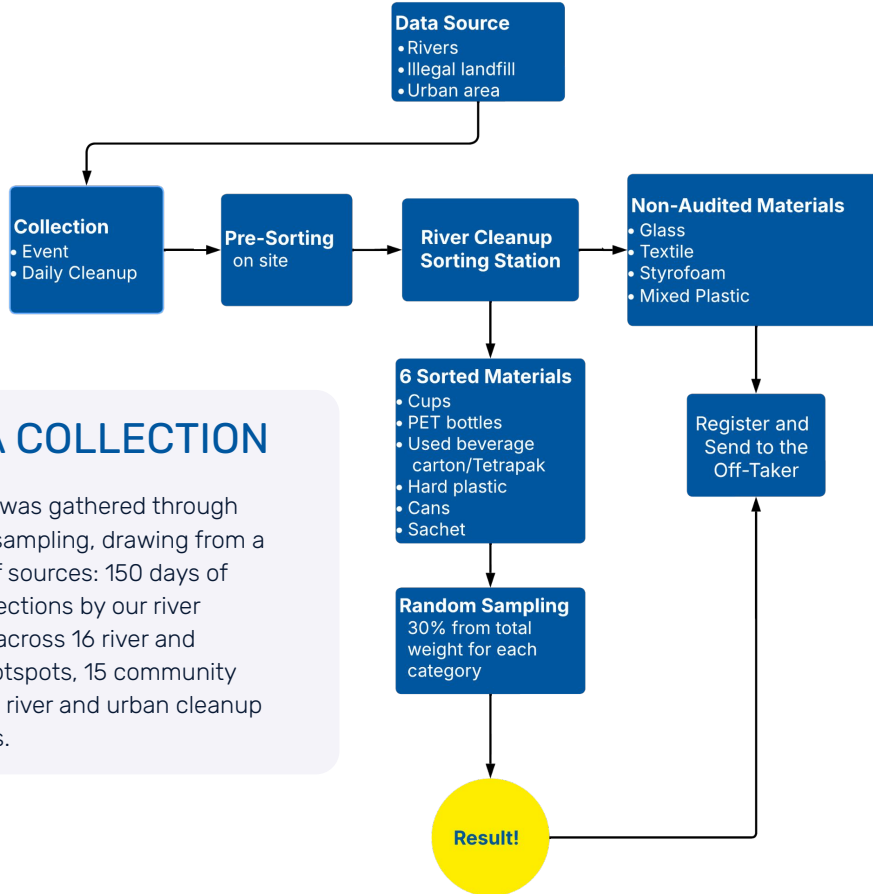 Data Source
• Rivers
• Illegal landfill
• Urban area
Collection
• Event
• Daily Cleanup
Pre-Sorting
on site
River Cleanup
Sorting Station
Non-Audited Materials
• Glass
• Textile
• Styrofoam
• Mixed Plastic
6 Sorted Materials
• Cups
• PET bottles
• Used beverage
carton/Tetrapak
• Hard plastic
• Cans
• Sachet
Register and
Send to the
Off-Taker
Random Sampling
30% from total
weight for each
category
Result!
A COLLECTION
was gathered through
sampling, drawing from a
f sources: 150 days of
ections by our river
across 16 river and
otspots, 15 community
river and urban cleanup
s.